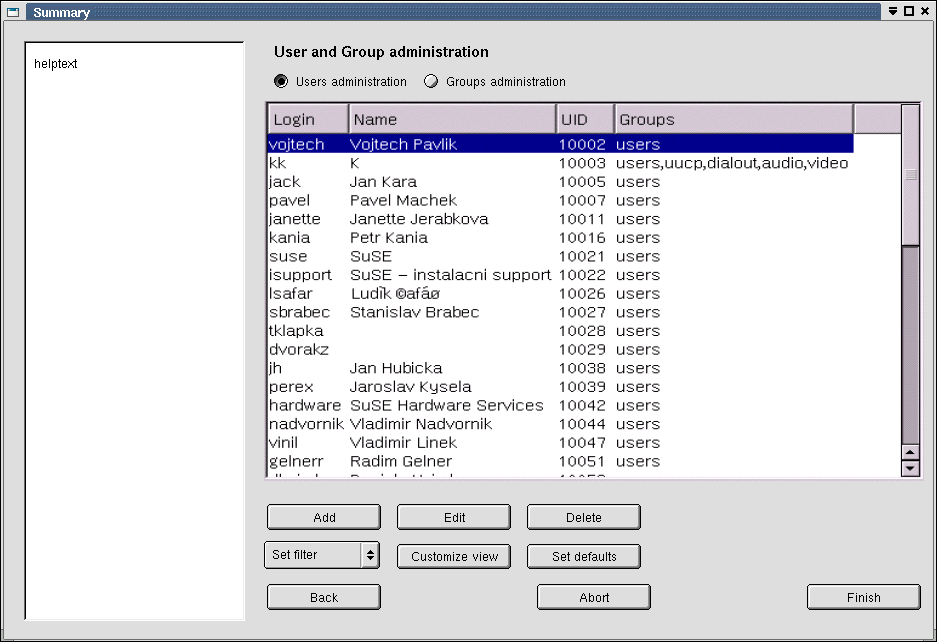 Summary
helptext
User and Group administration
Users administration Groups administration
Login Name UID Groups
vojtech Vojtech Pavlik 10002 users
kk K 10003 users,uucp,dialout,audio,video
jack Jan Kara 10005 users
pavel Pavel Machek 10007 users
janette Janette Jerabkova 10011 users
kania Petr Kania 10016 users
suse SuSE 10021 users
isupport SuSE – instalacni support 10022 users
lsafar Ludìk ©afáø 10026 users
sbrabec Stanislav Brabec 10027 users
tklapka 10028 users
dvorakz 10029 users
jh Jan Hubicka 10038 users
perex Jaroslav Kysela 10039 users
hardware SuSE Hardware Services 10042 users
nadvornik Vladimir Nadvornik 10044 users
vinil Vladimir Linek 10047 users
gelnerr Radim Gelner 10051 users
Add Edit Delete
Set filter Customize view Set defaults
Back Abort Finish